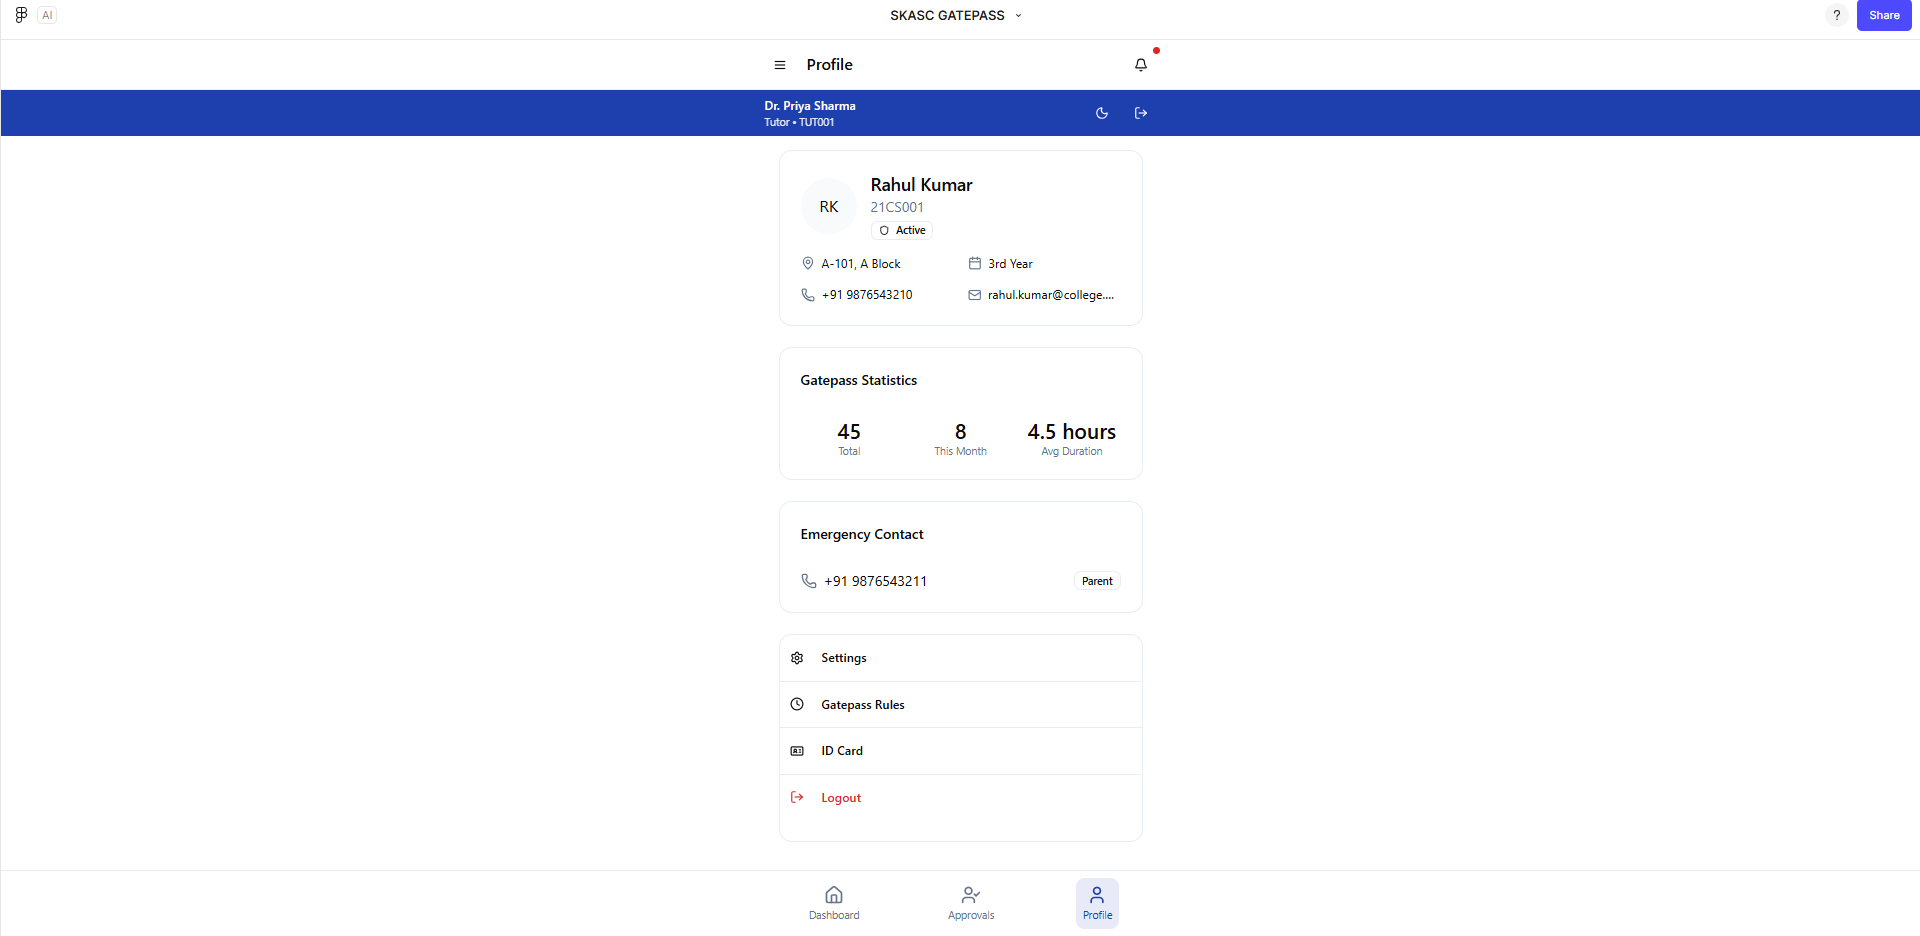 AI
SKASC GATEPASS
?
Share
Profile
Dr. Priya Sharma
Tutor • TUT001
RK
Rahul Kumar
21CS001
Active
A-101, A Block
3rd Year
+91 9876543210
rahul.kumar@college....
Gatepass Statistics
45
Total
8
This Month
4.5 hours
Avg Duration
Emergency Contact
+91 9876543211
Parent
Settings
Gatepass Rules
ID Card
Logout
Dashboard
Approvals
Profile